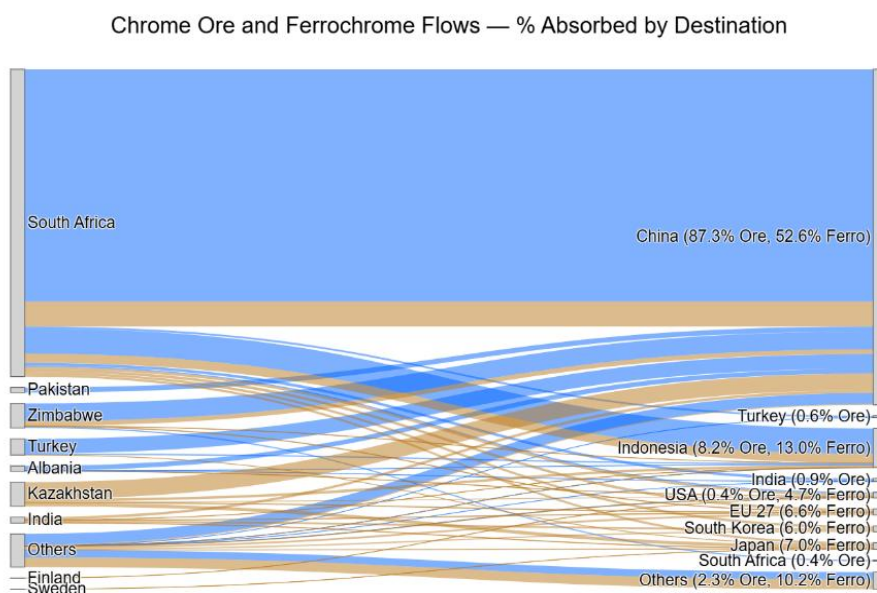 Chrome Ore and Ferrochrome Flows — % Absorbed by Destination
South Africa
China (87.3% Ore, 52.6% Ferro)
Pakistan
Zimbabwe
Turkey
Albania
Kazakhstan
India
Others
Finland
Sweden
Turkey (0.6% Ore)
Indonesia (8.2% Ore, 13.0% Ferro)
India (0.9% Ore)
USA (0.4% Ore, 4.7% Ferro)
EU 27 (6.6% Ferro)
South Korea (6.0% Ferro)
Japan (7.0% Ferro)
South Africa (0.4% Ore)
Others (2.3% Ore, 10.2% Ferro)